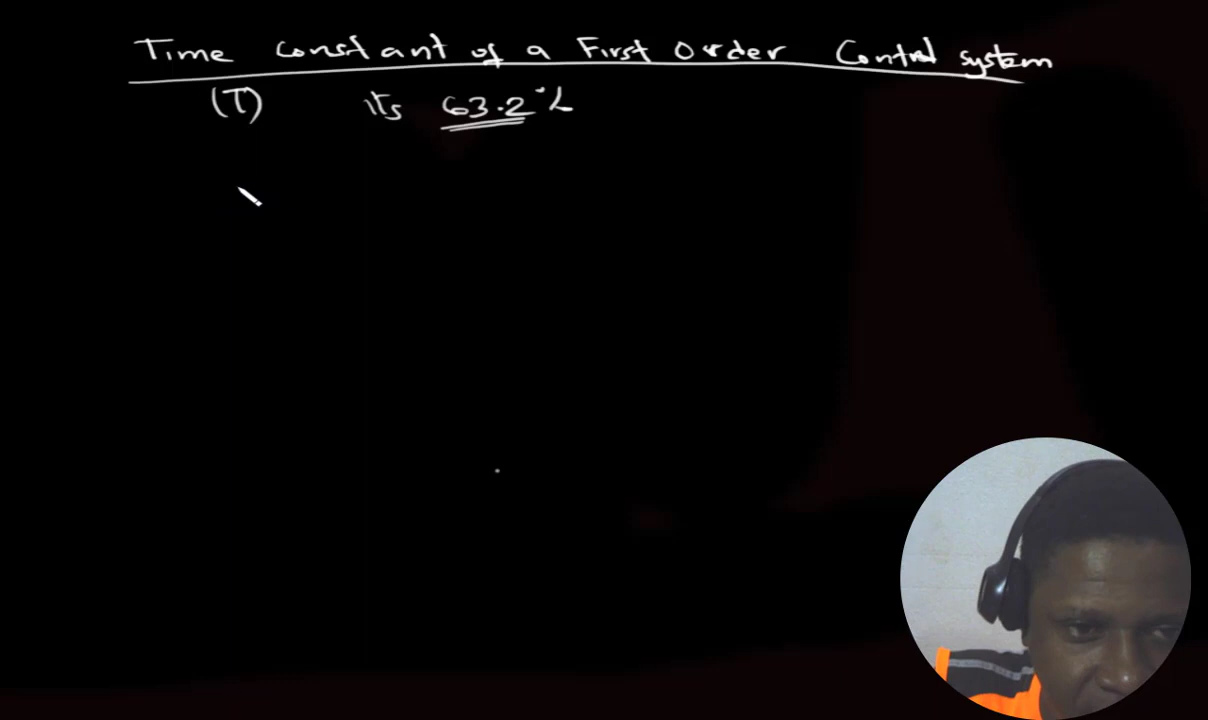 Time constant of a First Order Control system
(T) its 63.2%